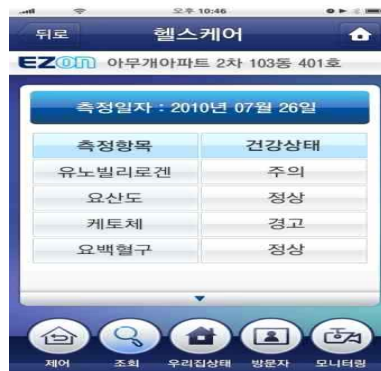 오후 10:46
뒤로 헬스케어
EZon 아무개아파트 2차 103동 401호
측정일자 : 2010년 07월 26일
측정항목 건강상태
유노빌리로겐 주의
요산도 정상
케토체 경고
요백혈구 정상
제어 조회 우리집상태 방문자 모니터링